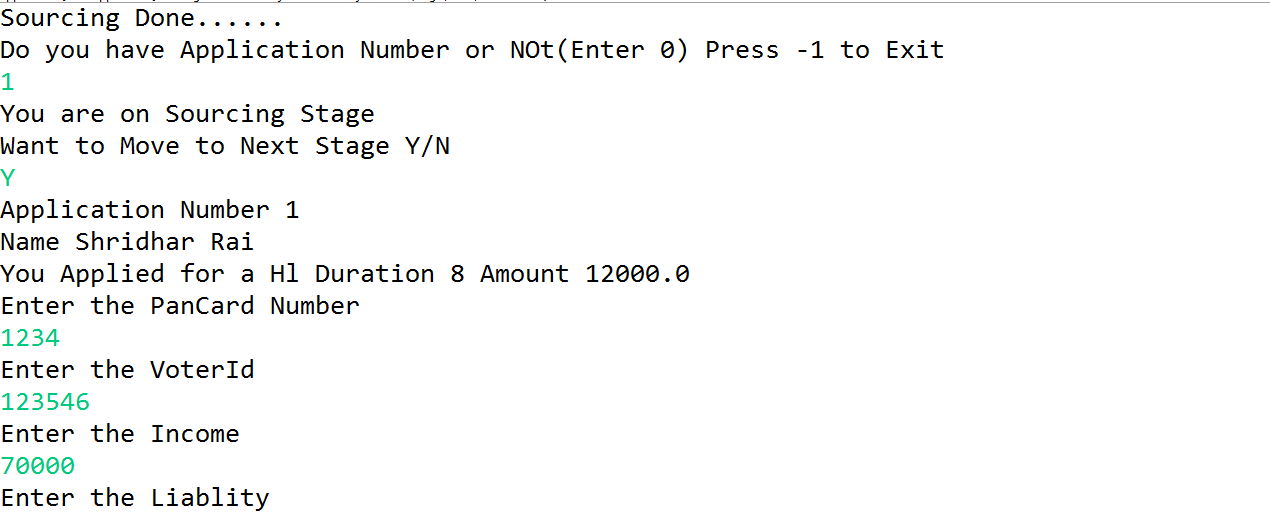 Sourcing Done......
Do you have Application Number or NOt(Enter 0) Press -1 to Exit
1
You are on Sourcing Stage
Want to Move to Next Stage Y/N
Y
Application Number 1
Name Shridhar Rai
You Applied for a Hl Duration 8 Amount 12000.0
Enter the PanCard Number
1234
Enter the VoterId
123546
Enter the Income
70000
Enter the Liablity